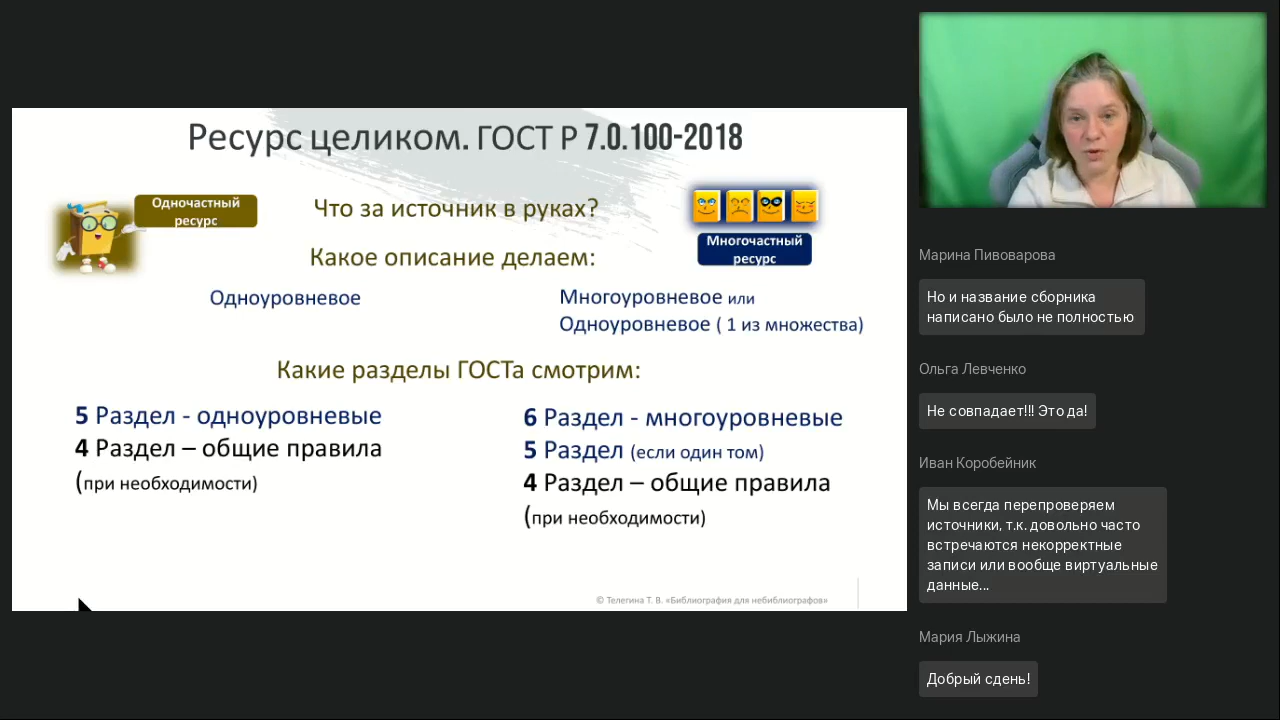 Ресурс целиком. ГОСТ Р 7.0.100-2018
Одночастный
ресурс
Что за источник в руках?
Многочастный
ресурс
Какое описание делаем:
Одноуровневое
Многоуровневое или
Одноуровневое ( 1 из множества)
Какие разделы ГОСТа смотрим:
5 Раздел - одноуровневые
4 Раздел – общие правила
(при необходимости)
6 Раздел - многоуровневые
5 Раздел (если один том)
4 Раздел – общие правила
(при необходимости)
© Телегина Т. В. «Библиография для небиблиографов»
Марина Пивоварова
Но и название сборника
написано было не полностью
Ольга Левченко
Не совпадает!!! Это да!
Иван Коробейник
Мы всегда перепроверяем
источники, т.к. довольно часто
встречаются некорректные
записи или вообще виртуальные
данные...
Мария Лыжина
Добрый сдень!